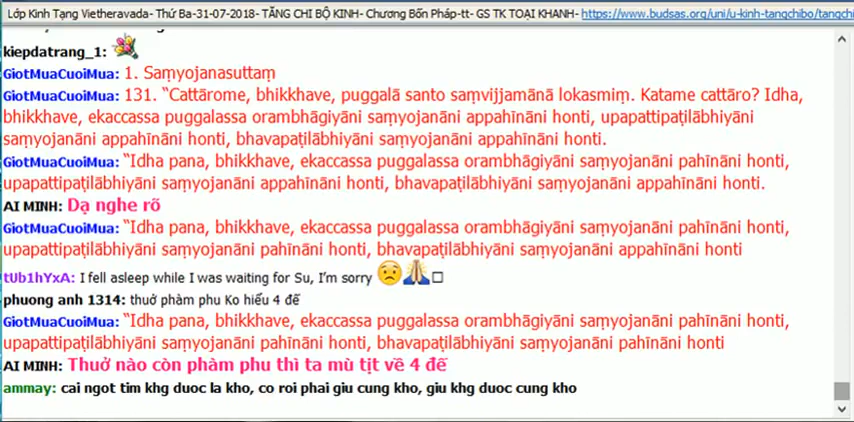 Lớp Kinh Tạng Vietheravada- Thứ Ba-31-07-2018- TĂNG CHI BỘ KINH- Chương Bốn Pháp-tt- GS TK TOẠI KHANH- https://www.budsas.org/uni/u-kinh-tangchibo/tangchi
kiepdatrang_1:
GiotMuaCuoiMua: 1. Saṃyojanasuttaṃ
GiotMuaCuoiMua: 131. “Cattārome, bhikkhave, puggalā santo saṃvijjamānā lokasmiṃ. Katame cattāro? Idha,
bhikkhave, ekaccassa puggalassa orambhāgiyāni saṃyojanāni appahīnāni honti, upapattipaṭilābhiyāni
saṃyojanāni appahīnāni honti, bhavapaṭilābhiyāni saṃyojanāni appahīnāni honti.
GiotMuaCuoiMua: “Idha pana, bhikkhave, ekaccassa puggalassa orambhāgiyāni saṃyojanāni pahīnāni honti,
upapattipaṭilābhiyāni saṃyojanāni appahīnāni honti, bhavapaṭilābhiyāni saṃyojanāni appahīnāni honti.
AI MINH: Dạ nghe rõ
GiotMuaCuoiMua: “Idha pana, bhikkhave, ekaccassa puggalassa orambhāgiyāni saṃyojanāni pahīnāni honti,
upapattipaṭilābhiyāni saṃyojanāni pahīnāni honti, bhavapaṭilābhiyāni saṃyojanāni appahīnāni honti
tUb1hYxA: I fell asleep while I was waiting for Su, I’m sorry
phuong anh 1314: thuở phàm phu Ko hiểu 4 đế
GiotMuaCuoiMua: “Idha pana, bhikkhave, ekaccassa puggalassa orambhāgiyāni saṃyojanāni pahīnāni honti,
upapattipaṭilābhiyāni saṃyojanāni pahīnāni honti, bhavapaṭilābhiyāni saṃyojanāni pahīnāni honti
AI MINH: Thuở nào còn phàm phu thì ta mù tịt về 4 đế
ammay: cai ngot tim khg duoc la kho, co roi phai giu cung kho, giu khg duoc cung kho